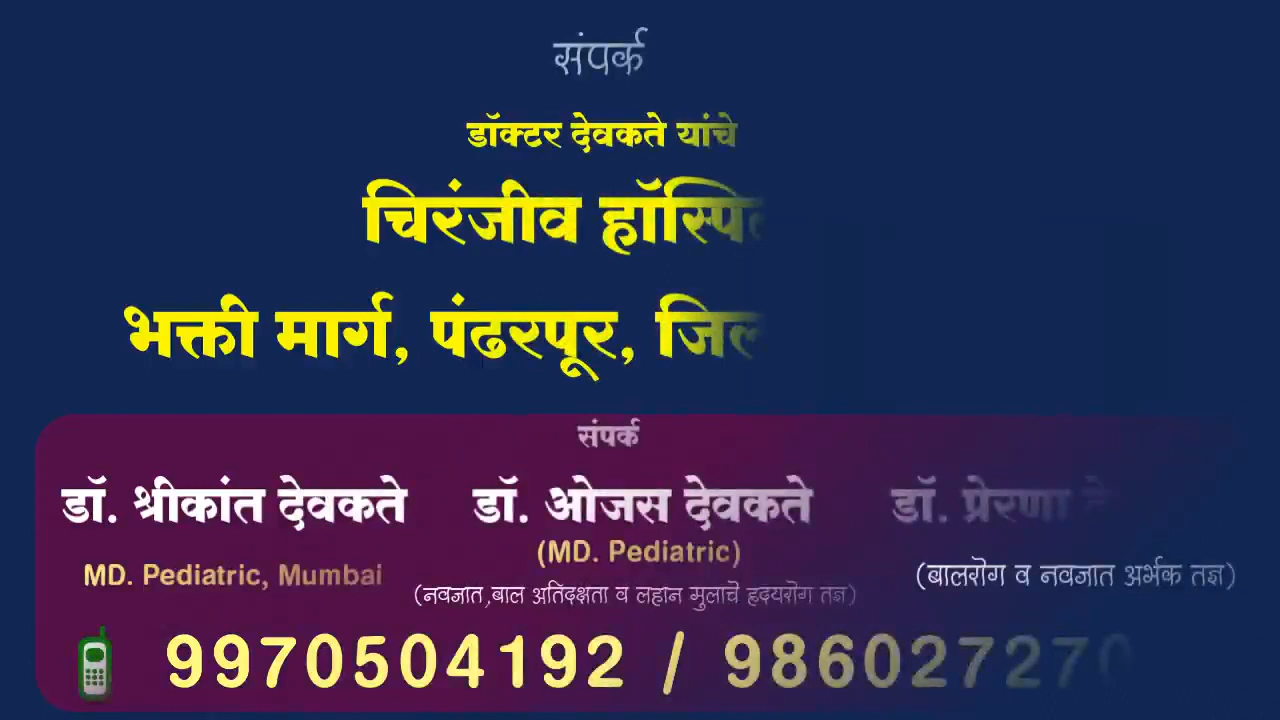 संपर्क
डॉक्टर देवकते यांचे
चिरंजीव
भक्ती मार्ग, पंढरपूर,
संपर्क
डॉ. श्रीकांत देवकते डॉ. ओजस देवकते डॉ. प्रेरणा
MD. Pediatric, Mumbai (MD. Pediatric) (बालरोग व नवजात अर्भक तज्ञ)
(नवजात,बाल अतिदक्षता व लहान मुलाचे हृदयरोग तज्ञ)
9970504192 /